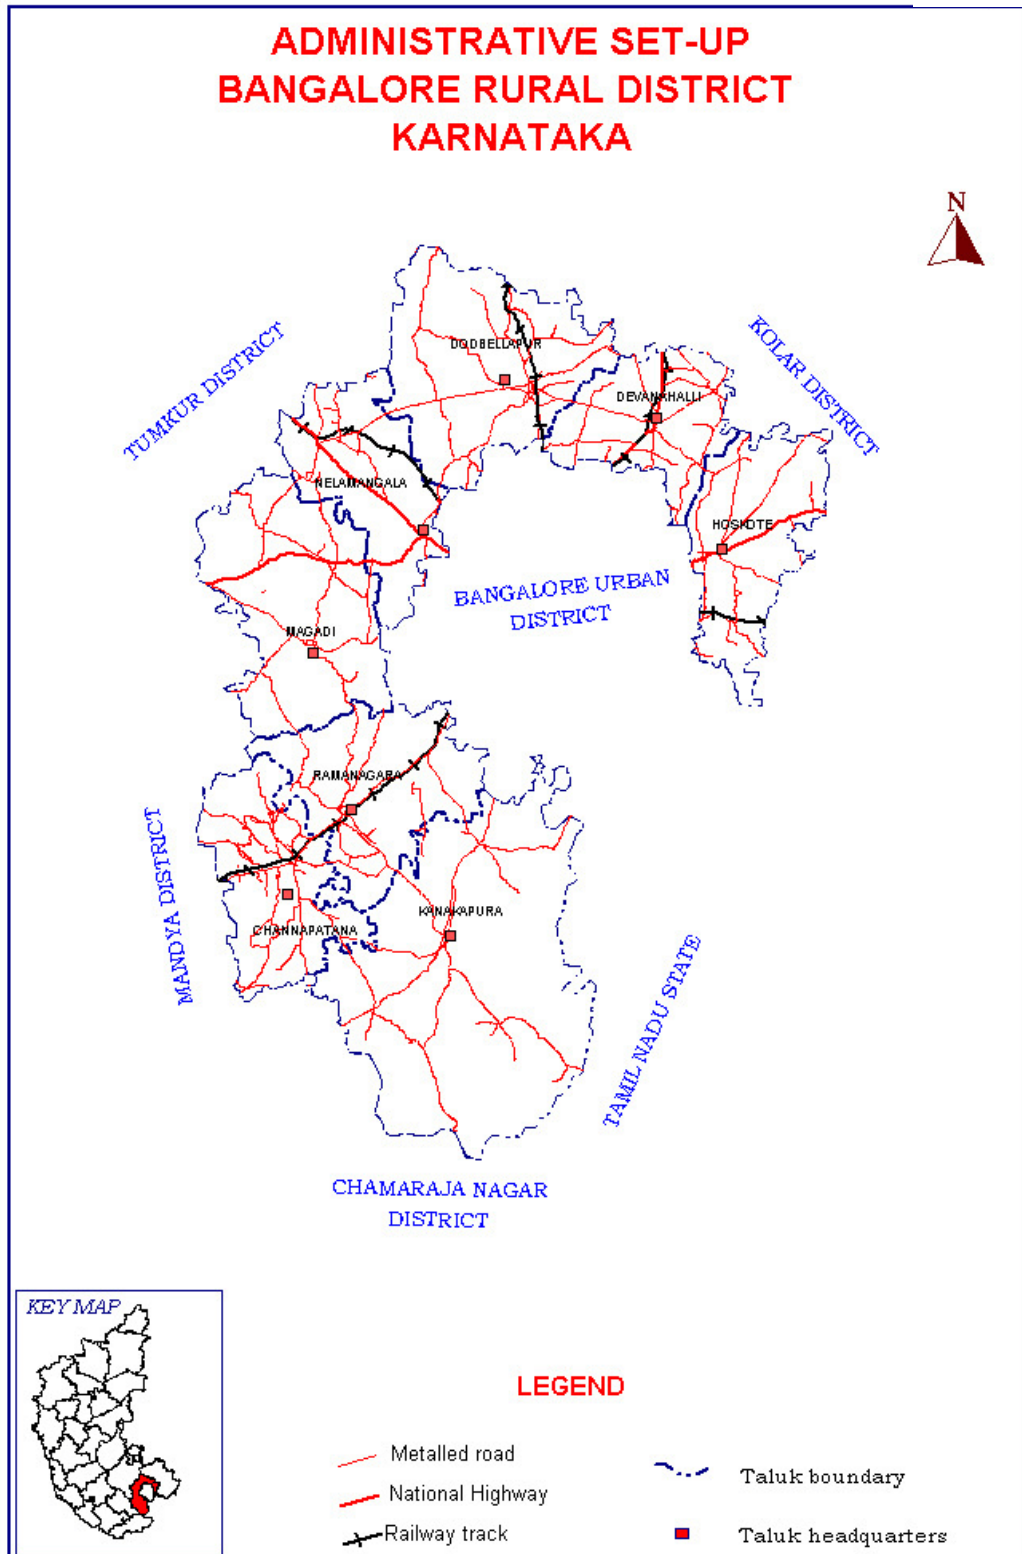 ADMINISTRATIVE SET-UP
BANGALORE RURAL DISTRICT
KARNATAKA
N
TUMKUR DISTRICT
KOLAR DISTRICT
DODBELLAPUR
DEVANAHALLI
NELAMANGALA
HOSKOTE
BANGALORE URBAN
DISTRICT
MAGADI
RAMANAGARA
MANDYA DISTRICT
KANAKAPURA
CHANNAPATANA
TAMIL NADU STATE
CHAMARAJA NAGAR
DISTRICT
KEY MAP
LEGEND
Metalled road
National Highway
Railway track
Taluk boundary
Taluk headquarters